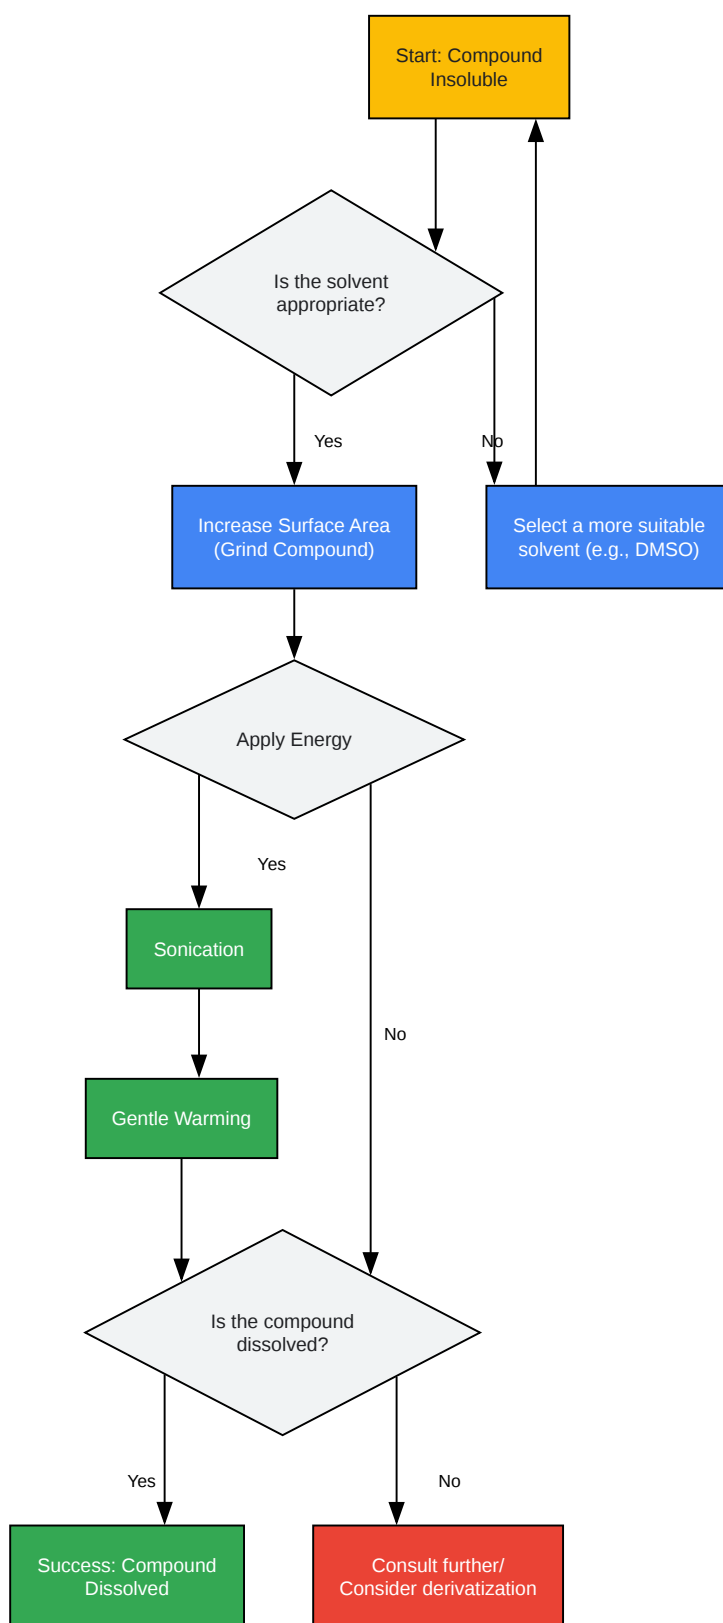 Start: Compound
Insoluble
Is the solvent
appropriate?
Yes
No
Increase Surface Area
(Grind Compound)
Select a more suitable
solvent (e.g., DMSO)
Apply Energy
Yes
Sonication
No
Gentle Warming
Is the compound
dissolved?
Yes
No
Success: Compound
Dissolved
Consult further/
Consider derivatization